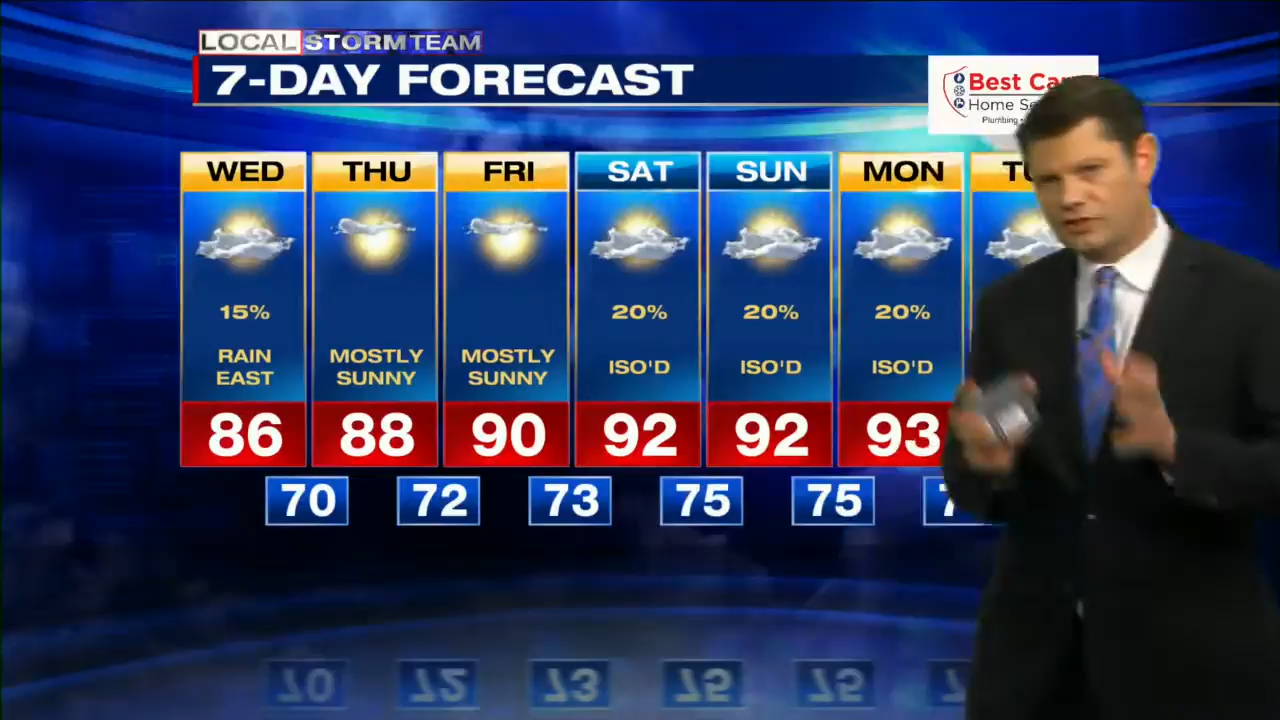 LOCAL STORM TEAM
7-DAY FORECAST
Best
Home
Plumbing
WED THU FRI SAT SUN MON
15% 20% 20% 20%
RAIN EAST MOSTLY SUNNY MOSTLY SUNNY ISO'D ISO'D ISO'D
86 88 90 92 92 93
70 72 73 75 75